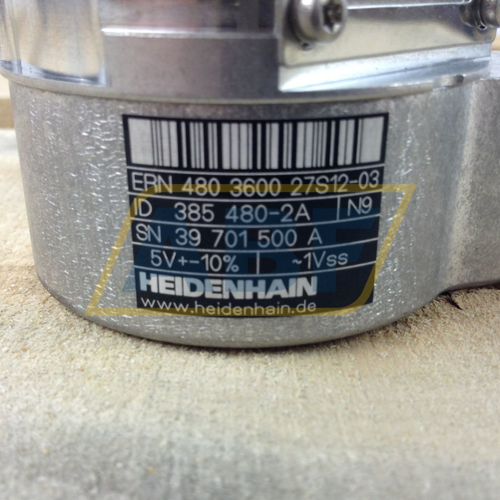 ERN 480 3600 27S12-03
ID 385 480-2A N9
SN 39 701 500 A
5V+-10% ~1Vss
HEIDENHAIN
www.heidenhain.de